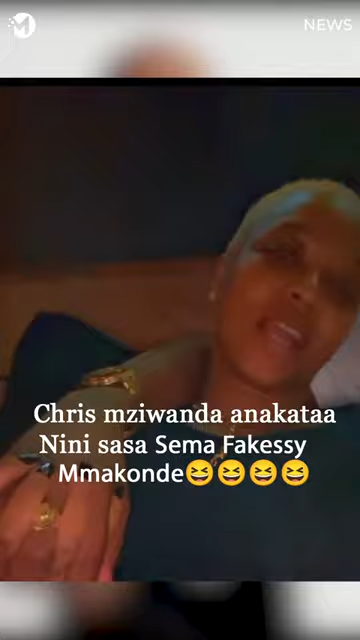 M
NEWS
Chris mziwanda anakataa
Nini sasa Sema Fakessy
Mmakonde😆😆😆😆